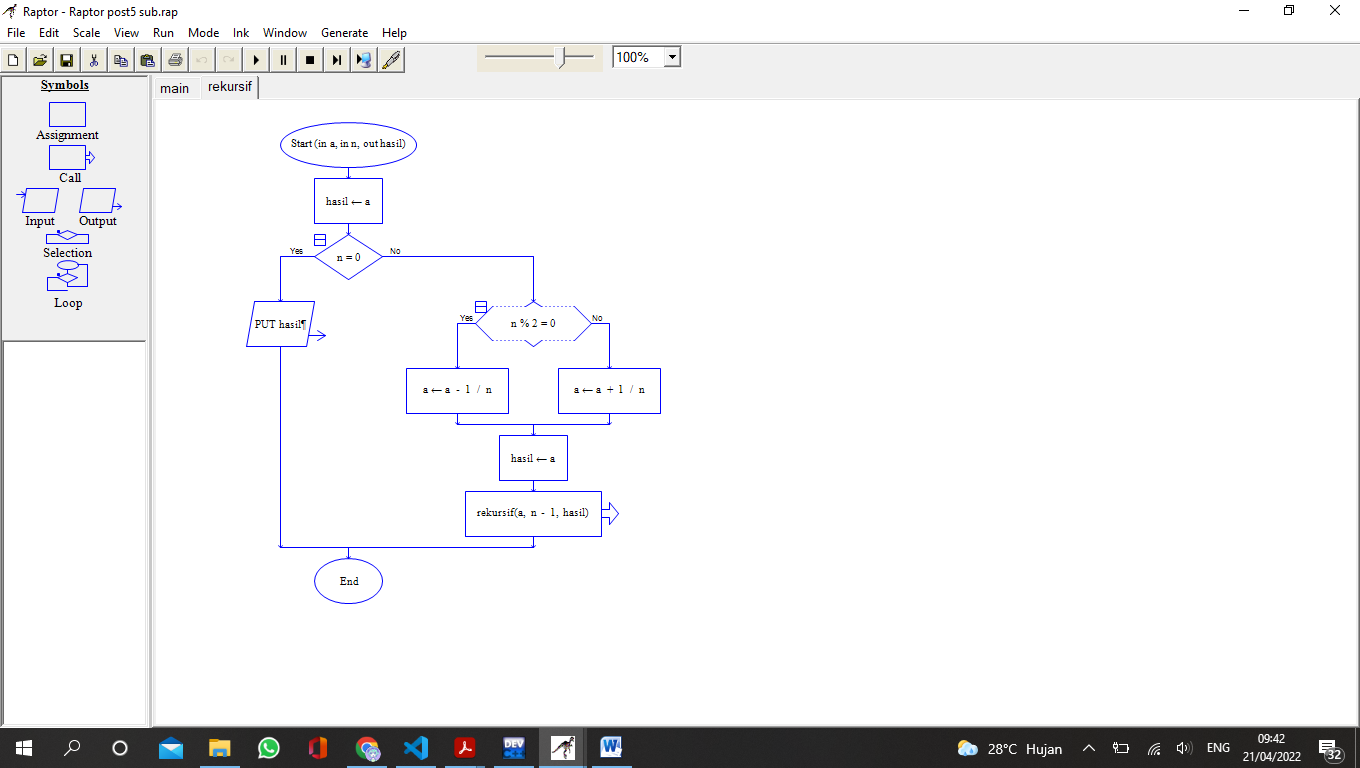 Raptor - Raptor post5 sub.rap
File Edit Scale View Run Mode Ink Window Generate Help
100%
Symbols
Assignment
Call
Input Output
Selection
Loop
main rekursif
Start (in a, in n, out hasil)
hasil ← a
Yes No
n = 0
PUT hasil¶
Yes No
n % 2 = 0
a ← a - 1 / n
a ← a + 1 / n
hasil ← a
rekursif(a, n - 1, hasil)
End
DEV
C++
28°C Hujan
ENG
09:42
21/04/2022
32